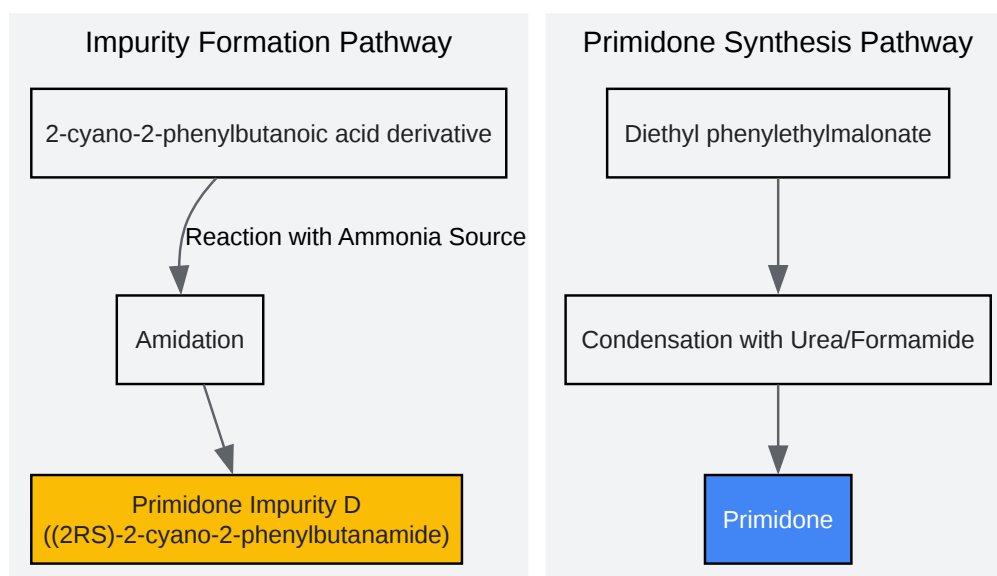 Impurity Formation Pathway
2-cyano-2-phenylbutanoic acid derivative
Reaction with Ammonia Source
Amidation
Primidone Impurity D
((2RS)-2-cyano-2-phenylbutanamide)
Primidone Synthesis Pathway
Diethyl phenylethylmalonate
Condensation with Urea/Formamide
Primidone